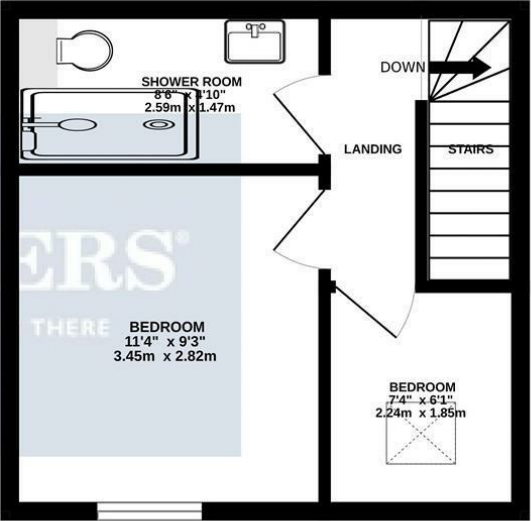 SHOWER ROOM
8'6" x 4'10"
2.59m x 1.47m
DOWN
LANDING
STAIRS
ERS®
THERE
BEDROOM
11'4" x 9'3"
3.45m x 2.82m
BEDROOM
7'4" x 6'1"
2.24m x 1.85m